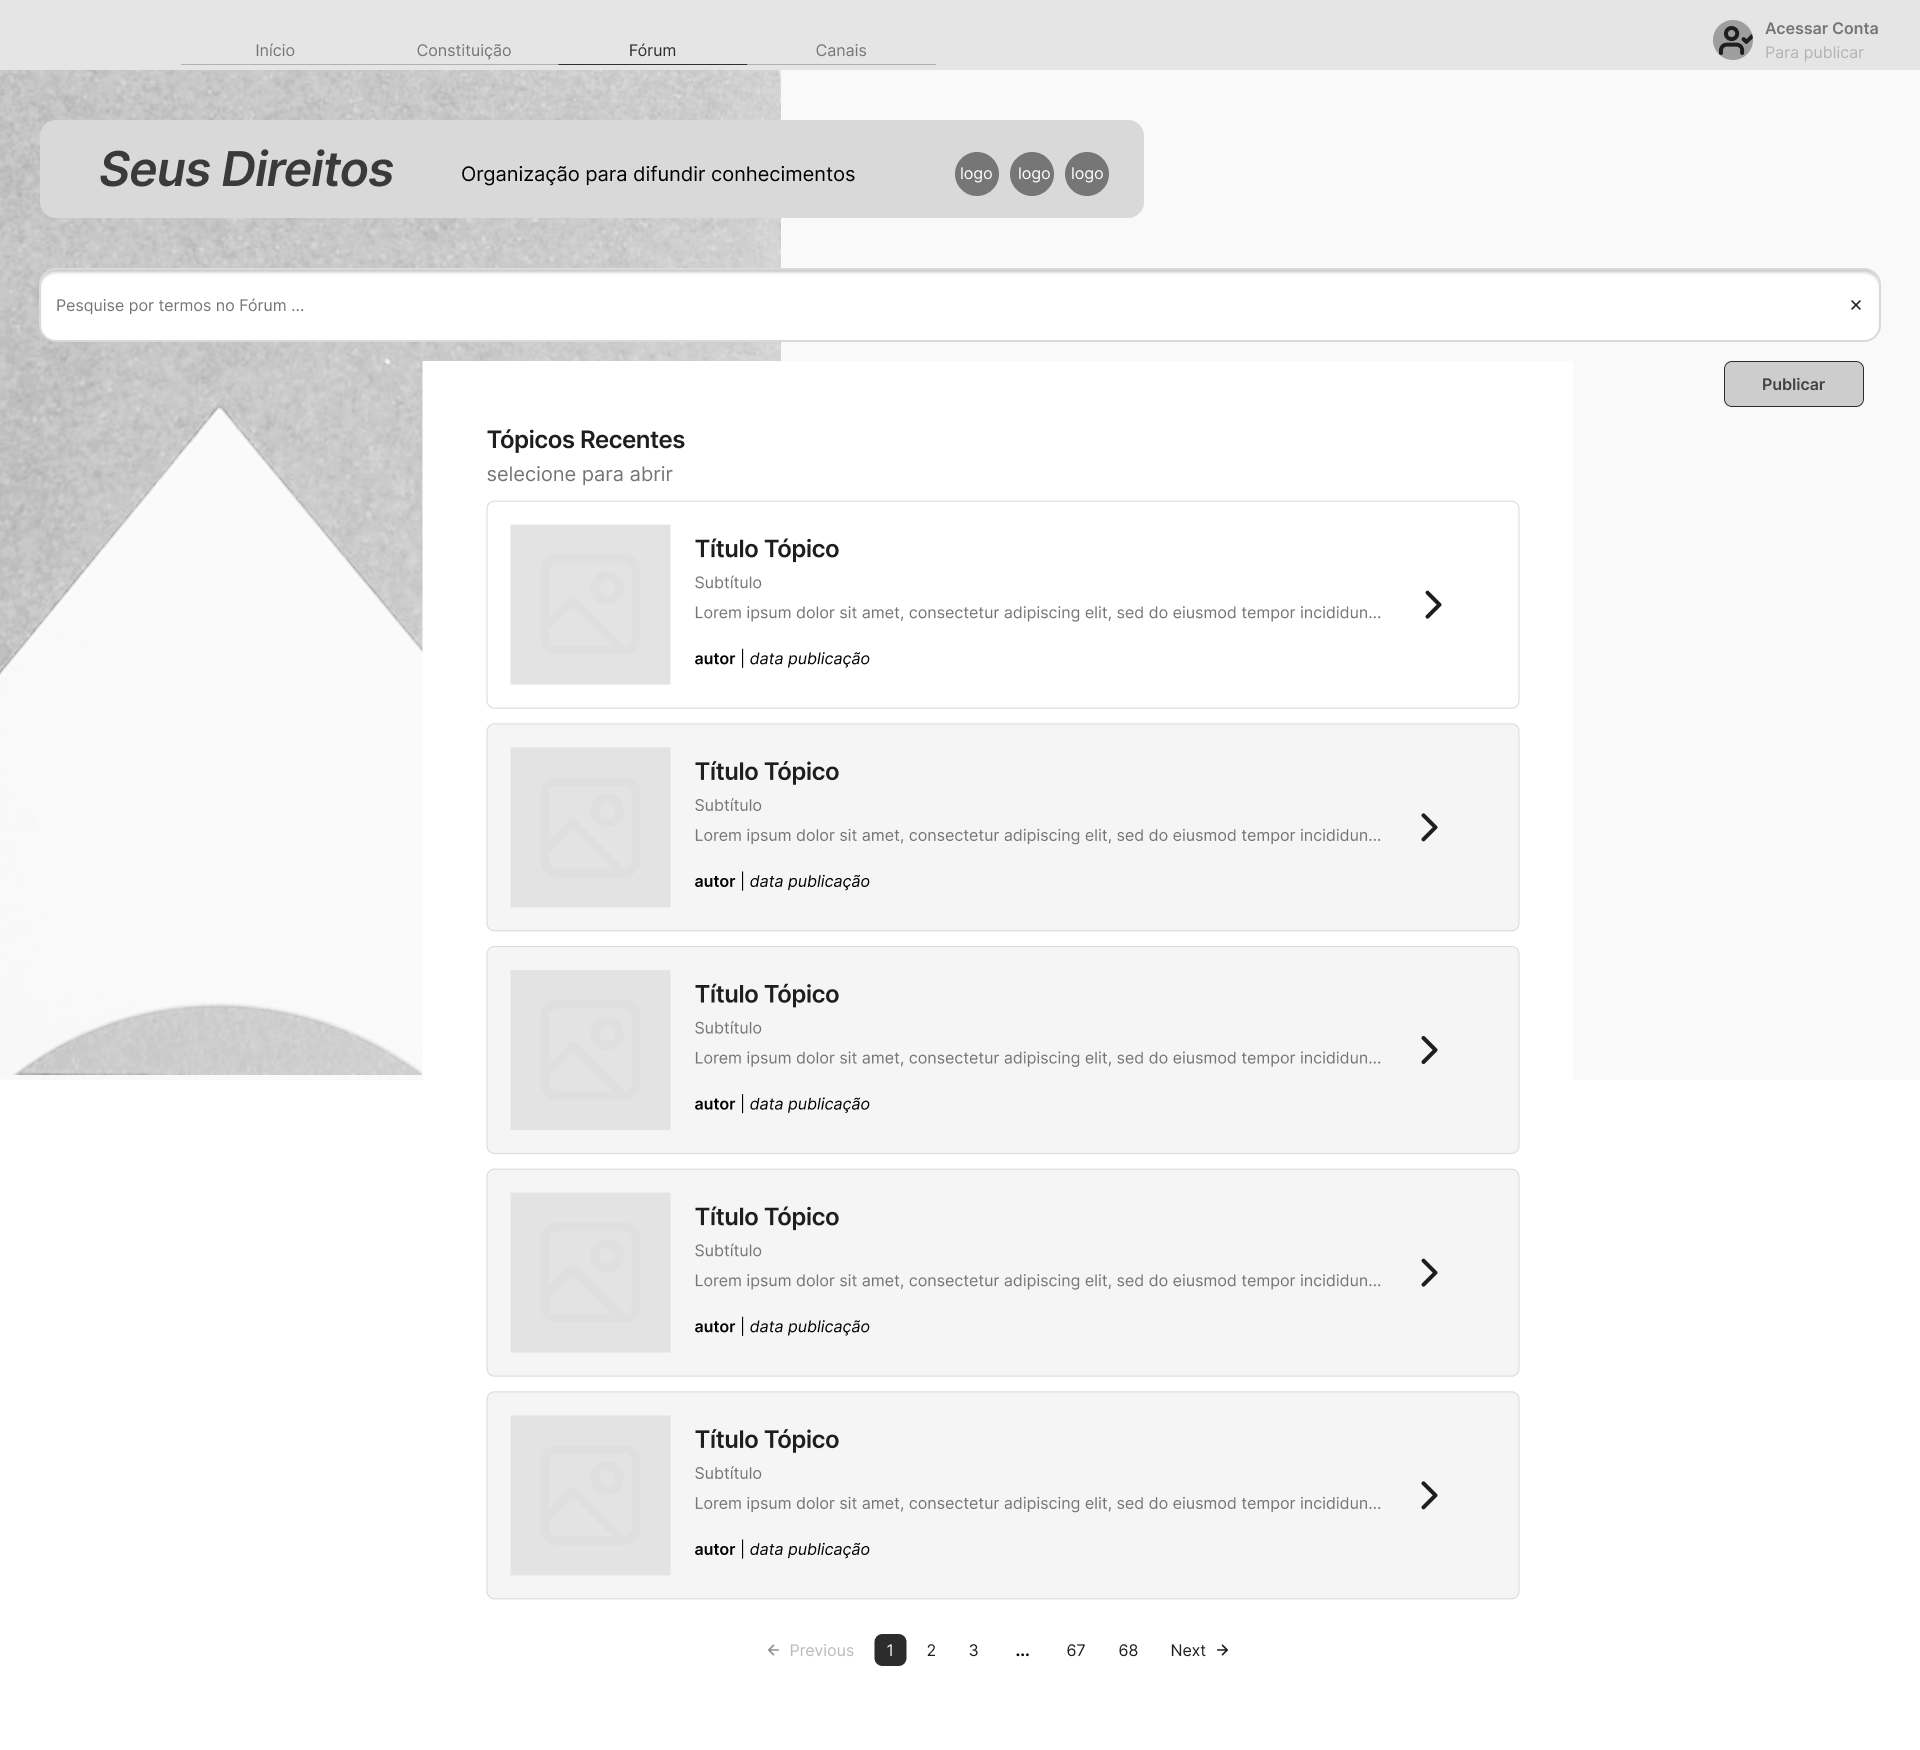 Início Constituição Fórum Canais
Acessar Conta
Para publicar
Seus Direitos
Organização para difundir conhecimentos
logo logo logo
Pesquise por termos no Fórum ...
Publicar
Tópicos Recentes
selecione para abrir
Título Tópico
Subtítulo
Lorem ipsum dolor sit amet, consectetur adipiscing elit, sed do eiusmod tempor incididun...
autor | data publicação
Título Tópico
Subtítulo
Lorem ipsum dolor sit amet, consectetur adipiscing elit, sed do eiusmod tempor incididun...
autor | data publicação
Título Tópico
Subtítulo
Lorem ipsum dolor sit amet, consectetur adipiscing elit, sed do eiusmod tempor incididun...
autor | data publicação
Título Tópico
Subtítulo
Lorem ipsum dolor sit amet, consectetur adipiscing elit, sed do eiusmod tempor incididun...
autor | data publicação
Título Tópico
Subtítulo
Lorem ipsum dolor sit amet, consectetur adipiscing elit, sed do eiusmod tempor incididun...
autor | data publicação
← Previous 1 2 3 ... 67 68 Next →